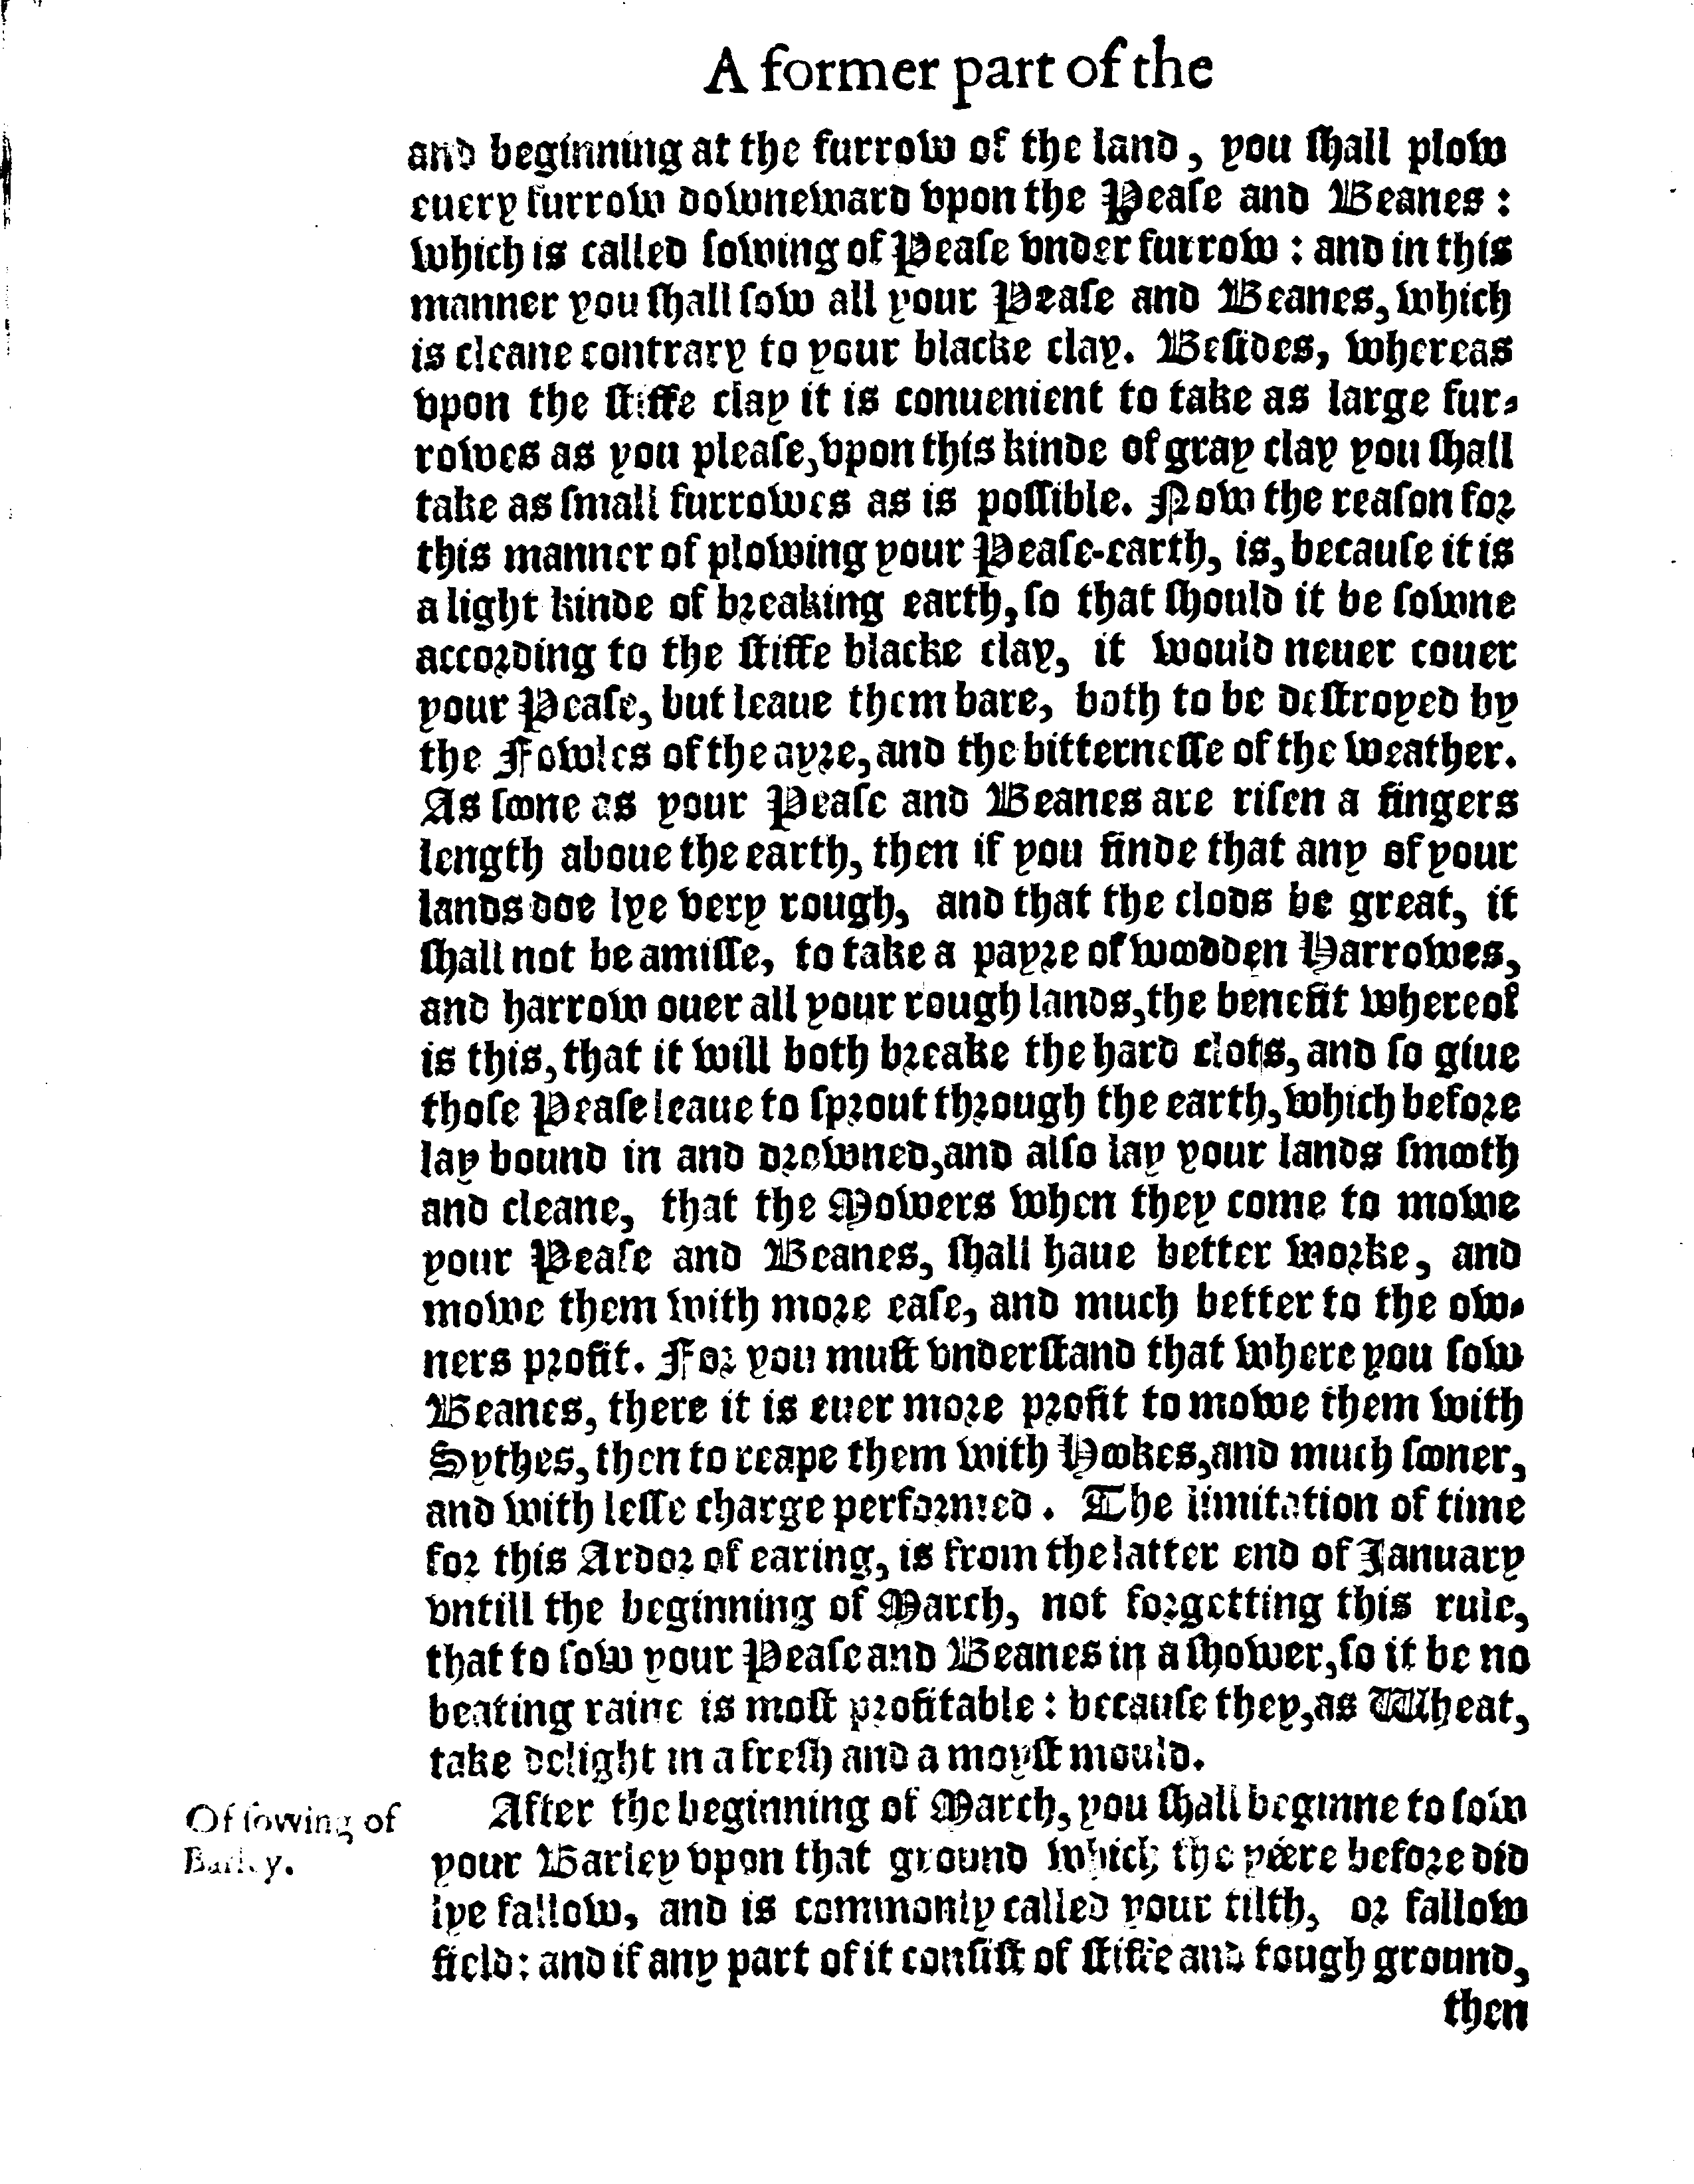 A former part of the
and beginning at the furrow of the land, you ſhall plow
euery furrow downeward vpon the Peaſe and Beanes:
which is called ſowing of Peaſe vnder furrow: and in this
manner you ſhall ſow all your Peaſe and Beanes, which
is cleane contrary to your blacke clay. Beſides, whereas
vpon the ſtiffe clay it is conuenient to take as large fur-
rowes as you pleaſe, vpon this kinde of gray clay you ſhall
take as ſmall furrowes as is poſſible. Now the reaſon for
this manner of plowing your Peaſe-earth, is, becauſe it is
a light kinde of breaking earth, ſo that ſhould it be ſowne
according to the ſtiffe blacke clay, it would neuer couer
your Peaſe, but leaue them bare, both to be deſtroyed by
the Fowles of the ayre, and the bitterneſſe of the weather.
As ſoone as your Peaſe and Beanes are riſen a fingers
length aboue the earth, then if you finde that any of your
lands doe lye very rough, and that the clods be great, it
ſhall not be amiſſe, to take a payre of woodden Harrowes,
and harrow ouer all your rough lands, the benefit whereof
is this, that it will both breake the hard clots, and ſo giue
thoſe Peaſe leaue to ſprout through the earth, which before
lay bound in and drowned, and alſo lay your lands ſmooth
and cleane, that the Mowers when they come to mowe
your Peaſe and Beanes, ſhall haue better worke, and
mowe them with more eaſe, and much better to the ow-
ners profit. For you muſt vnderſtand that where you ſow
Beanes, there it is euer more profit to mowe them with
Sythes, then to reape them with Hookes, and much ſooner,
and with leſſe charge performed. The limitation of time
for this Ardor of earing, is from the latter end of January
vntill the beginning of March, not forgetting this rule,
that to ſow your Peaſe and Beanes in a ſhower, ſo it be no
beating raine is moſt profitable: becauſe they, as Wheat,
take delight in a freſh and a moyſt mould.
Of ſowing of
Barley.
After the beginning of March, you ſhall beginne to ſow
your Barley vpon that ground which the yéere before did
lye fallow, and is commonly called your tilth, or fallow
field: and if any part of it conſiſt of ſtiffe and tough ground,
then